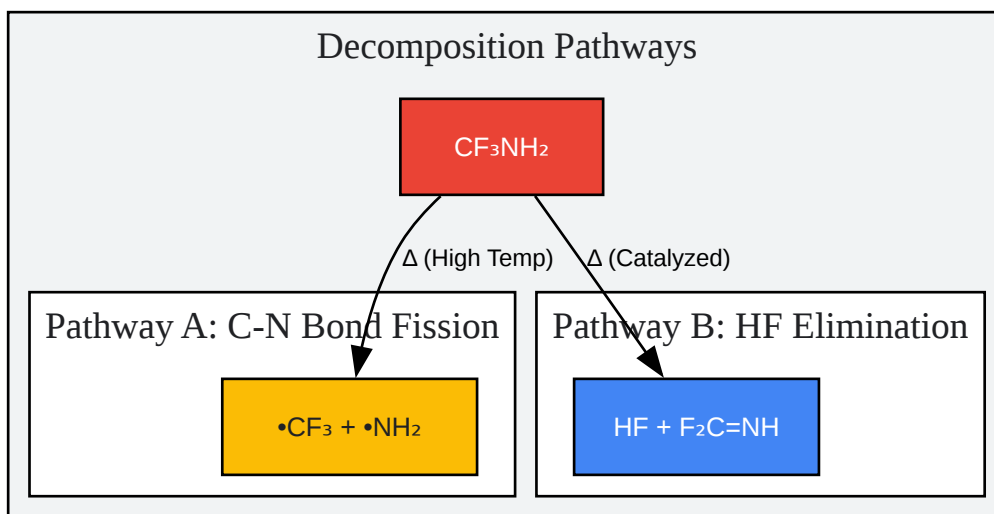 Decomposition Pathways
CF₃NH₂
Δ (High Temp)
Δ (Catalyzed)
Pathway A: C-N Bond Fission
Pathway B: HF Elimination
•CF₃ + •NH₂
HF + F₂C=NH